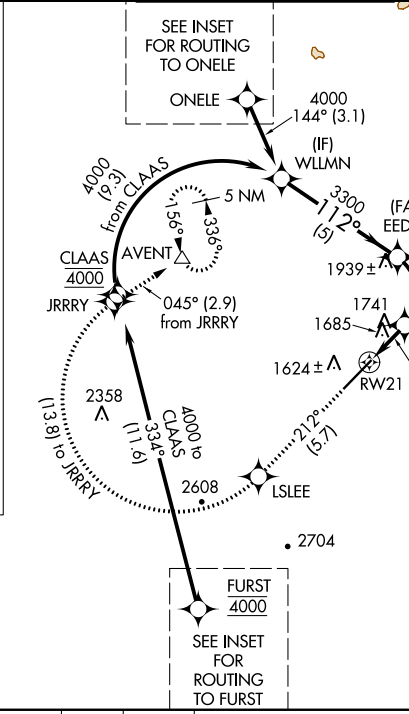 SEE INSET
FOR ROUTING
TO ONELE
ONELE
4000
144° (3.1)
(IF)
WLLMN
4000
(9.3)
from CLAAS
5 NM
156°
336°
3300
112°
(5)
(FA
EED
CLAAS
4000
AVENT
1939 ±
JRRRY
045° (2.9)
from JRRRY
1741
1685
1624 ±
RW21
2358
(13.8) to JRRRY
4000 to
CLAAS
334°
(11.6)
212°
(5.7)
LSLEE
2608
2704
FURST
4000
SEE INSET
FOR
ROUTING
TO FURST